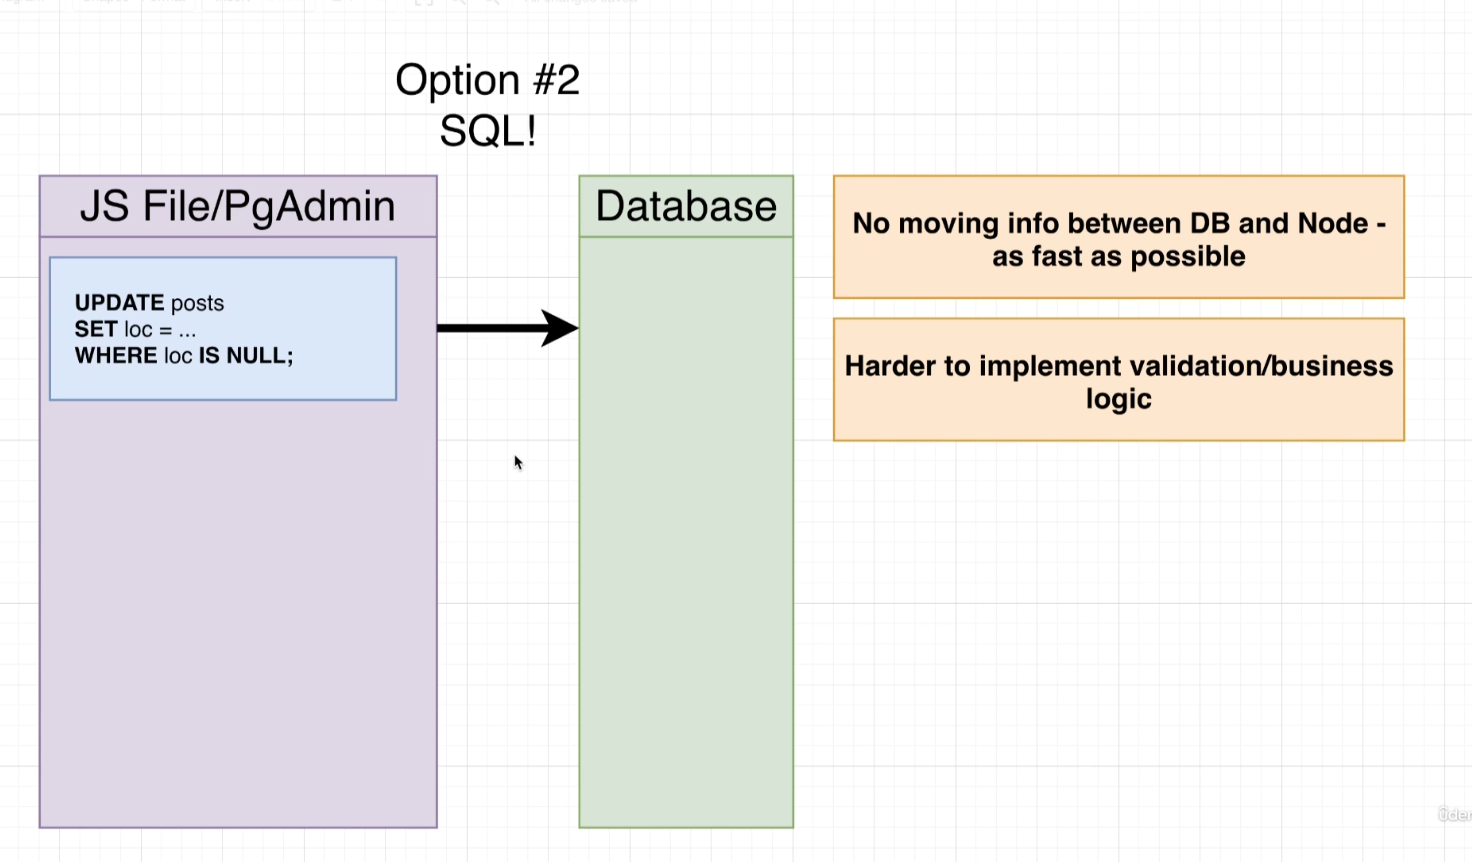 Option #2
SQL!
JS File/PgAdmin
UPDATE posts
SET loc = ...
WHERE loc IS NULL;
Database
No moving info between DB and Node -
as fast as possible
Harder to implement validation/business
logic